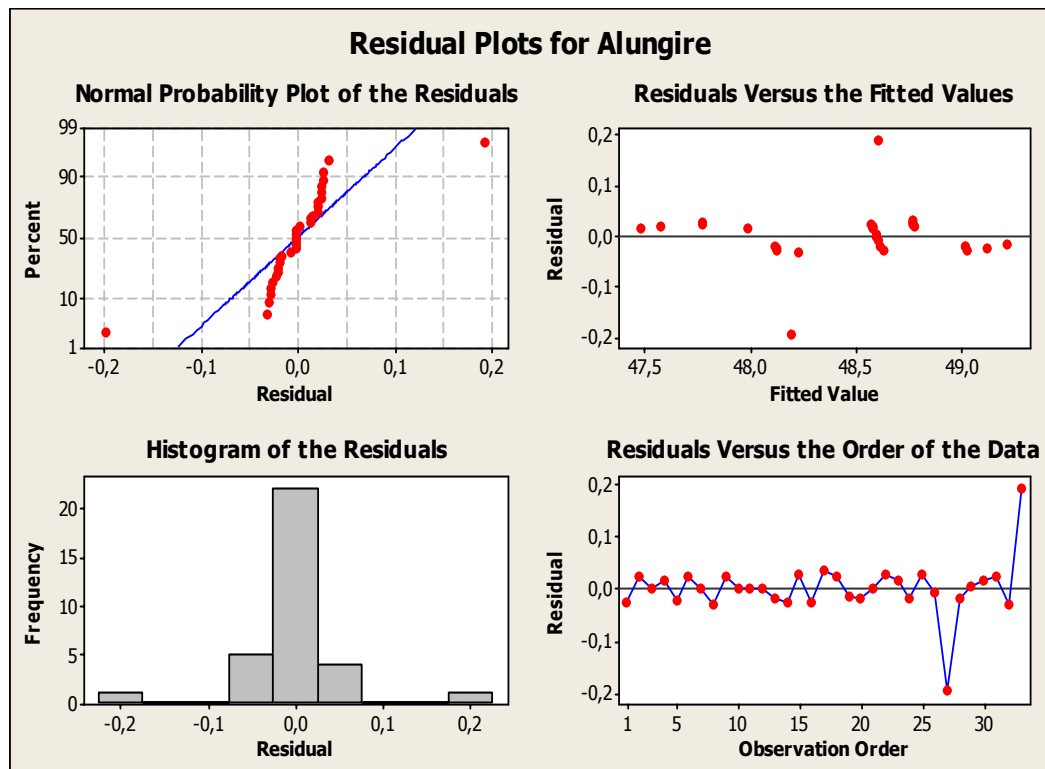 Residual Plots for Alungire
Normal Probability Plot of the Residuals
99
90
50
10
1
Percent
-0,2 -0,1 0,0 0,1 0,2
Residual
Residuals Versus the Fitted Values
0,2
0,1
0,0
-0,1
-0,2
Residual
47,5 48,0 48,5 49,0
Fitted Value
Histogram of the Residuals
20
15
10
5
0
Frequency
-0,2 -0,1 0,0 0,1 0,2
Residual
Residuals Versus the Order of the Data
0,2
0,1
0,0
-0,1
-0,2
Residual
1 5 10 15 20 25 30
Observation Order